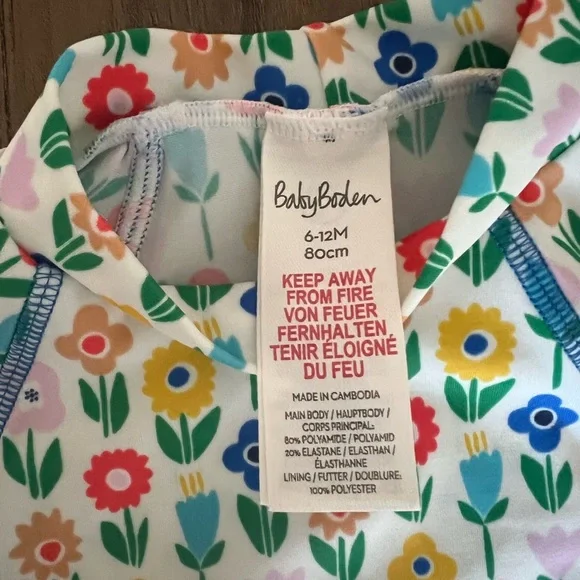 BabyBoden
6-12M
80cm
KEEP AWAY
FROM FIRE
VON FEUER
FERNHALTEN.
TENIR ÉLOIGNÉ
DU FEU
MADE IN CAMBODIA
MAIN BODY / HAUPTBODY /
CORPS PRINCIPAL:
80% POLYAMIDE / POLYAMID
20% ELASTANE / ELASTHAN /
ÉLASTHANNE
LINING / FUTTER / DOUBLURE:
100% POLYESTER